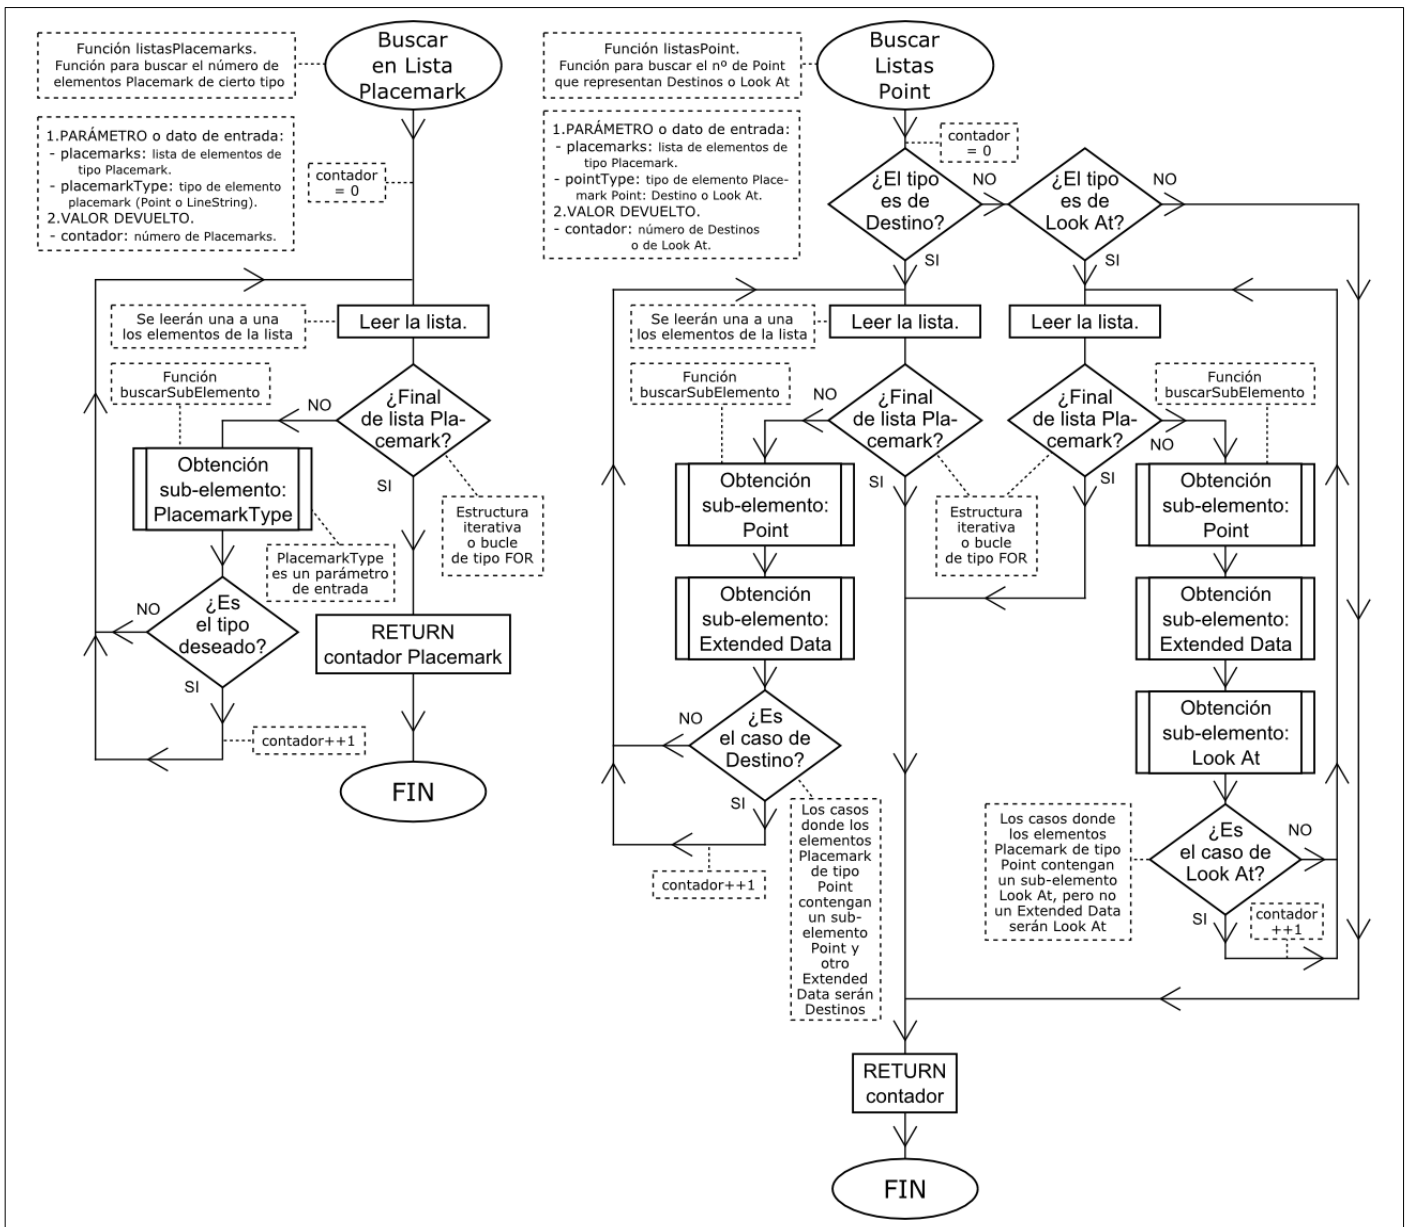 Función listasPlacemarks.
Función para buscar el número de
elementos Placemark de cierto tipo
Buscar
en Lista
Placemark
1.PARÁMETRO o dato de entrada:
- placemarks: lista de elementos de
tipo Placemark.
- placemarkType: tipo de elemento
placemark (Point o LineString).
2.VALOR DEVUELTO.
- contador: número de Placemarks.
contador
= 0
Se leerán una a una
los elementos de la lista
Leer la lista.
Función
buscarSubElemento
NO
¿Final
de lista Pla-
cemark?
SI
Obtención
sub-elemento:
PlacemarkType
Estructura
iterativa
o bucle
de tipo FOR
PlacemarkType
es un parámetro
de entrada
NO
¿Es
el tipo
deseado?
SI
RETURN
contador Placemark
contador++1
FIN
Función listasPoint.
Función para buscar el nº de Point
que representan Destinos o Look At
Buscar
Listas
Point
1.PARÁMETRO o dato de entrada:
- placemarks: lista de elementos de
tipo Placemark.
- pointType: tipo de elemento Place-
mark Point: Destino o Look At.
2.VALOR DEVUELTO.
- contador: número de Destinos
o de Look At.
contador
= 0
¿El tipo
es de
Destino?
NO
SI
¿El tipo
es de
Look At?
NO
SI
Se leerán una a una
los elementos de la lista
Leer la lista.
Leer la lista.
Función
buscarSubElemento
NO
¿Final
de lista Pla-
cemark?
SI
¿Final
de lista Pla-
cemark?
NO
SI
Función
buscarSubElemento
Obtención
sub-elemento:
Point
Estructura
iterativa
o bucle
de tipo FOR
Obtención
sub-elemento:
Point
Obtención
sub-elemento:
Extended Data
Obtención
sub-elemento:
Extended Data
NO
¿Es
el caso de
Destino?
SI
Obtención
sub-elemento:
Look At
contador++1
Los casos
donde los
elementos
Placemark
de tipo
Point
contengan
un sub-
elemento
Point y
otro
Extended
Data serán
Destinos
Los casos donde
los elementos
Placemark de tipo
Point contengan
un sub-elemento
Look At, pero no
un Extended Data
serán Look At
¿Es
el caso de
Look At?
NO
SI
contador
++1
RETURN
contador
FIN